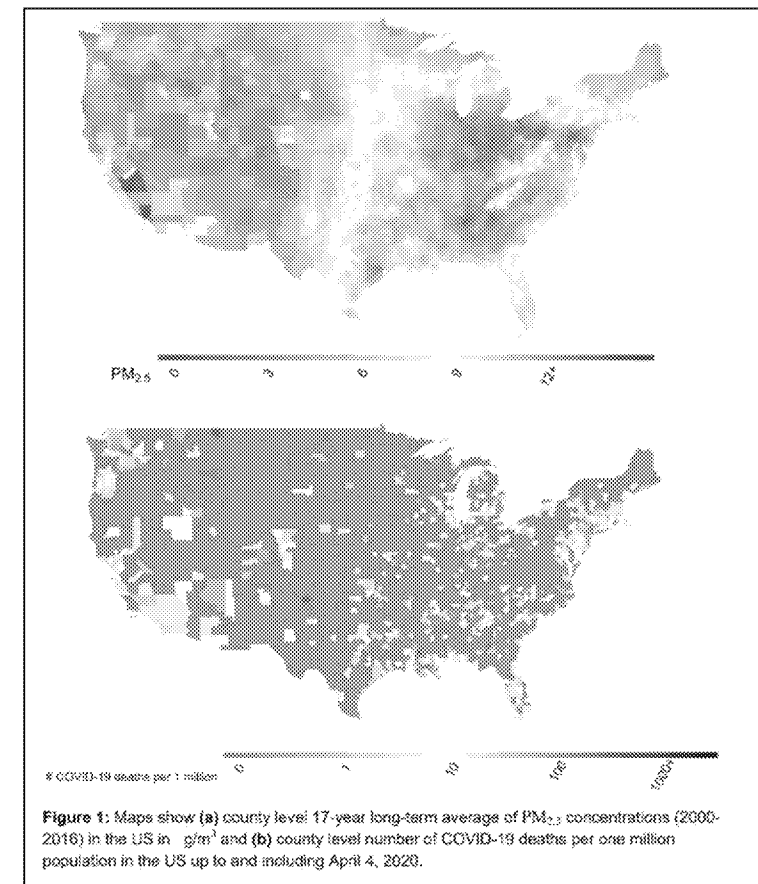 PM2.5 0 3 6 9 12+
# COVID-19 deaths per 1 million 0 1 10 100 1000+
Figure 1: Maps show (a) county level 17-year long-term average of PM2.5 concentrations (2000-
2016) in the US in g/m3 and (b) county level number of COVID-19 deaths per one million
population in the US up to and including April 4, 2020.